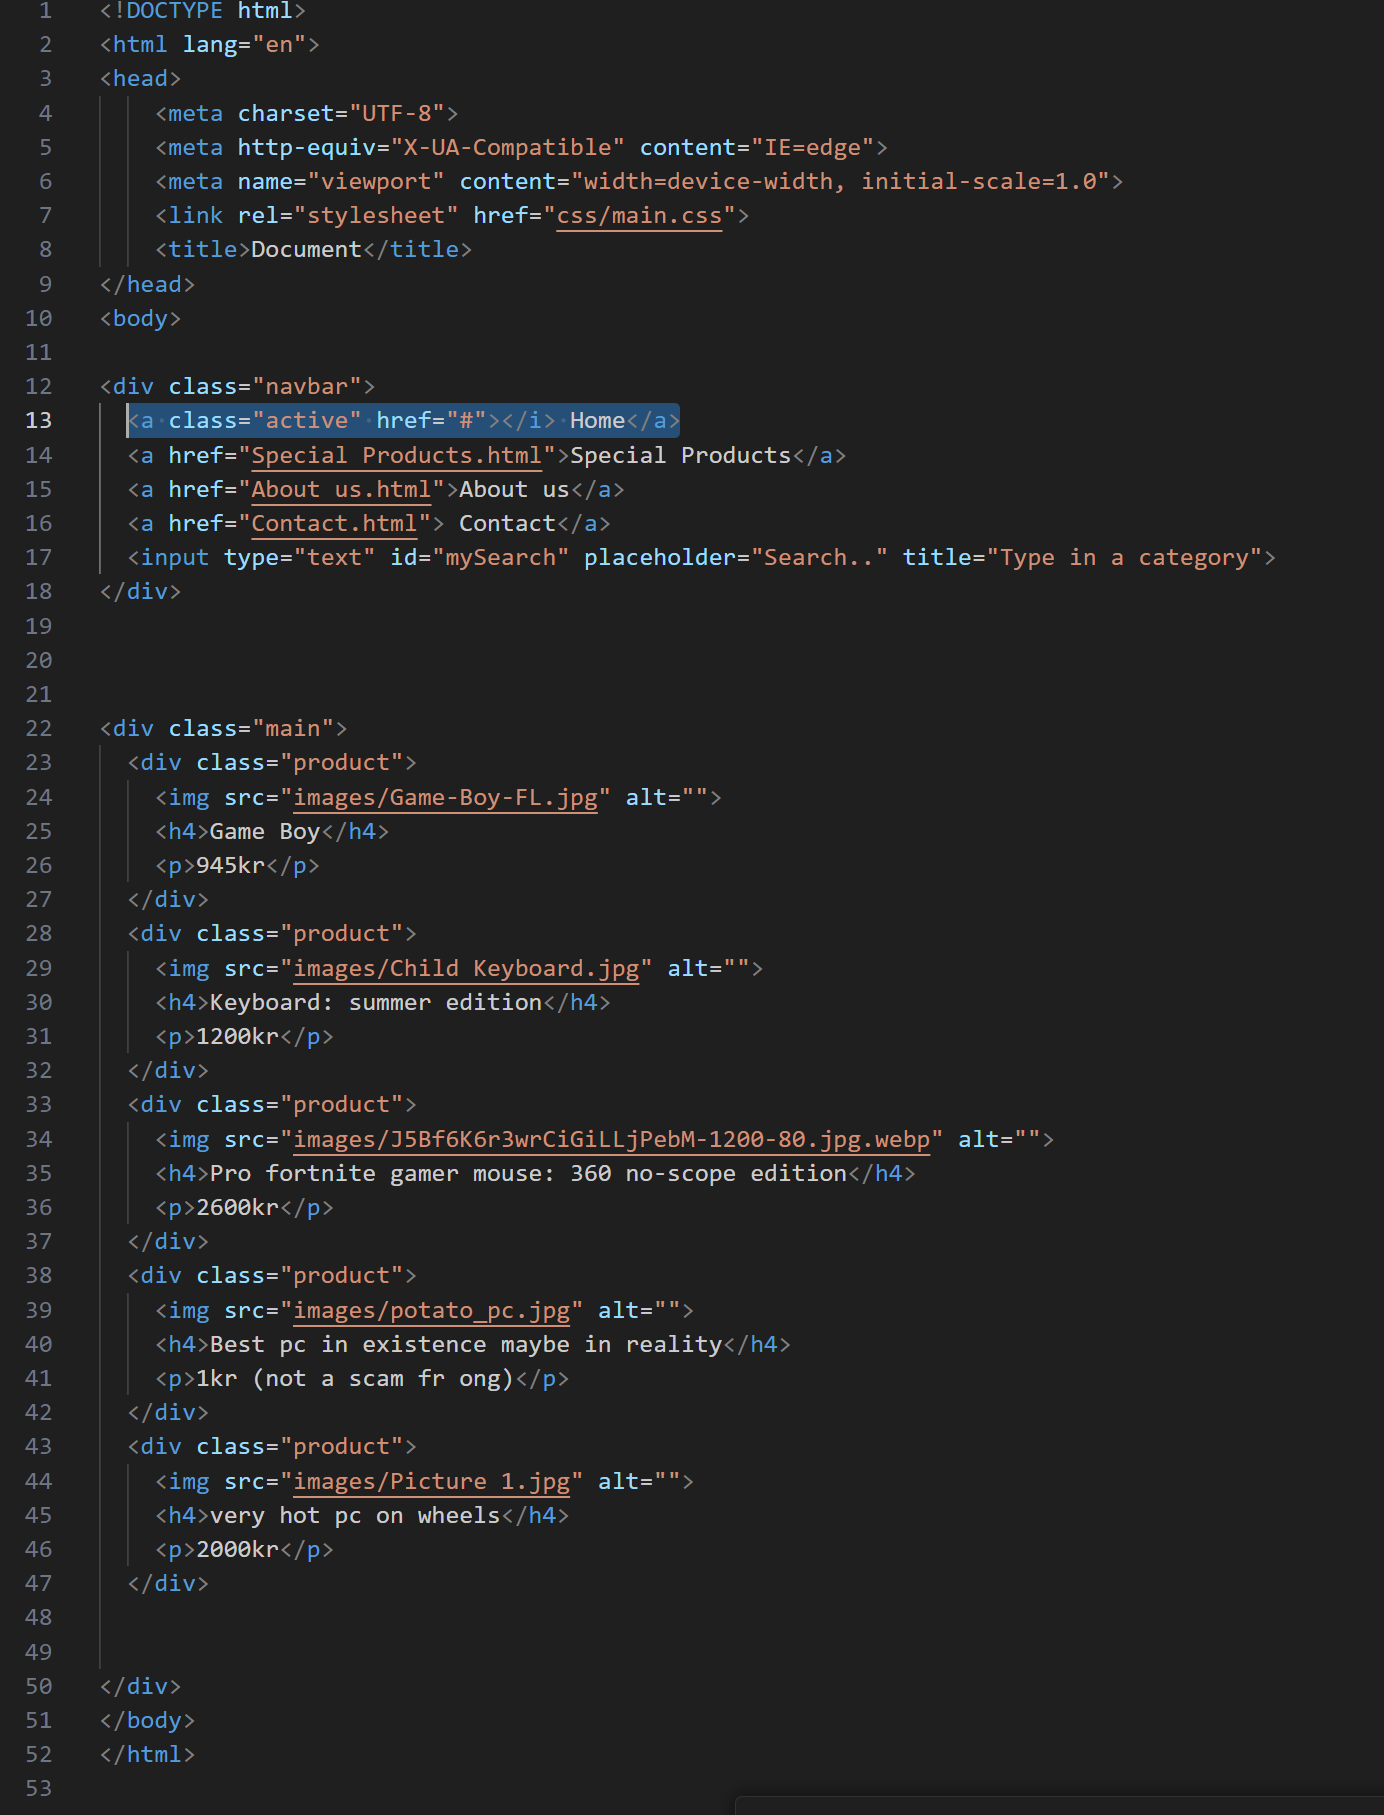 1 <!DOCTYPE html>
2 <html lang="en">
3 <head>
4     <meta charset="UTF-8">
5     <meta http-equiv="X-UA-Compatible" content="IE=edge">
6     <meta name="viewport" content="width=device-width, initial-scale=1.0">
7     <link rel="stylesheet" href="css/main.css">
8     <title>Document</title>
9 </head>
10 <body>
11
12 <div class="navbar">
13   <a class="active" href="#"></i> Home</a>
14   <a href="Special Products.html">Special Products</a>
15   <a href="About us.html">About us</a>
16   <a href="Contact.html"> Contact</a>
17   <input type="text" id="mySearch" placeholder="Search.." title="Type in a category">
18 </div>
19
20
21
22 <div class="main">
23   <div class="product">
24     <img src="images/Game-Boy-FL.jpg" alt="">
25     <h4>Game Boy</h4>
26     <p>945kr</p>
27   </div>
28   <div class="product">
29     <img src="images/Child Keyboard.jpg" alt="">
30     <h4>Keyboard: summer edition</h4>
31     <p>1200kr</p>
32   </div>
33   <div class="product">
34     <img src="images/J5Bf6K6r3wrCiGiLLjPebM-1200-80.jpg.webp" alt="">
35     <h4>Pro fortnite gamer mouse: 360 no-scope edition</h4>
36     <p>2600kr</p>
37   </div>
38   <div class="product">
39     <img src="images/potato_pc.jpg" alt="">
40     <h4>Best pc in existence maybe in reality</h4>
41     <p>1kr (not a scam fr ong)</p>
42   </div>
43   <div class="product">
44     <img src="images/Picture 1.jpg" alt="">
45     <h4>very hot pc on wheels</h4>
46     <p>2000kr</p>
47   </div>
48
49
50 </div>
51 </body>
52 </html>
53